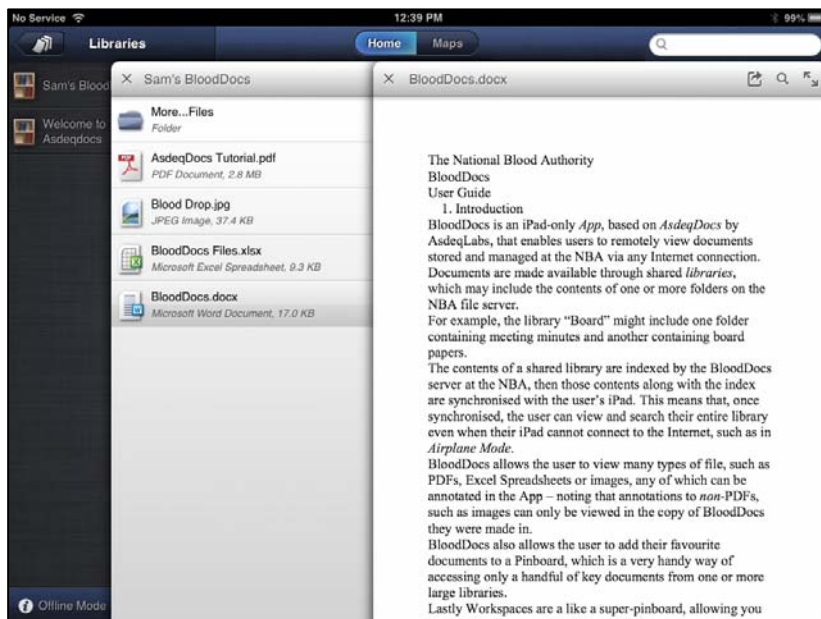 No Service 12:39 PM 99%
Libraries Home Maps
Sam's Blood
Welcome to
Asdeqdocs
Offline Mode
Sam's BloodDocs
More...Files
Folder
AsdeqDocs Tutorial.pdf
PDF Document, 2.8 MB
Blood Drop.jpg
JPEG Image, 37.4 KB
BloodDocs Files.xlsx
Microsoft Excel Spreadsheet, 9.3 KB
BloodDocs.docx
Microsoft Word Document, 17.0 KB
BloodDocs.docx
The National Blood Authority
BloodDocs
User Guide
1. Introduction
BloodDocs is an iPad-only App, based on AsdeqDocs by
AsdeqLabs, that enables users to remotely view documents
stored and managed at the NBA via any Internet connection.
Documents are made available through shared libraries,
which may include the contents of one or more folders on the
NBA file server.
For example, the library “Board” might include one folder
containing meeting minutes and another containing board
papers.
The contents of a shared library are indexed by the BloodDocs
server at the NBA, then those contents along with the index
are synchronised with the user’s iPad. This means that, once
synchronised, the user can view and search their entire library
even when their iPad cannot connect to the Internet, such as in
Airplane Mode.
BloodDocs allows the user to view many types of file, such as
PDFs, Excel Spreadsheets or images, any of which can be
annotated in the App – noting that annotations to non-PDFs,
such as images can only be viewed in the copy of BloodDocs
they were made in.
BloodDocs also allows the user to add their favourite
documents to a Pinboard, which is a very handy way of
accessing only a handful of key documents from one or more
large libraries.
Lastly Workspaces are a like a super-pinboard, allowing you